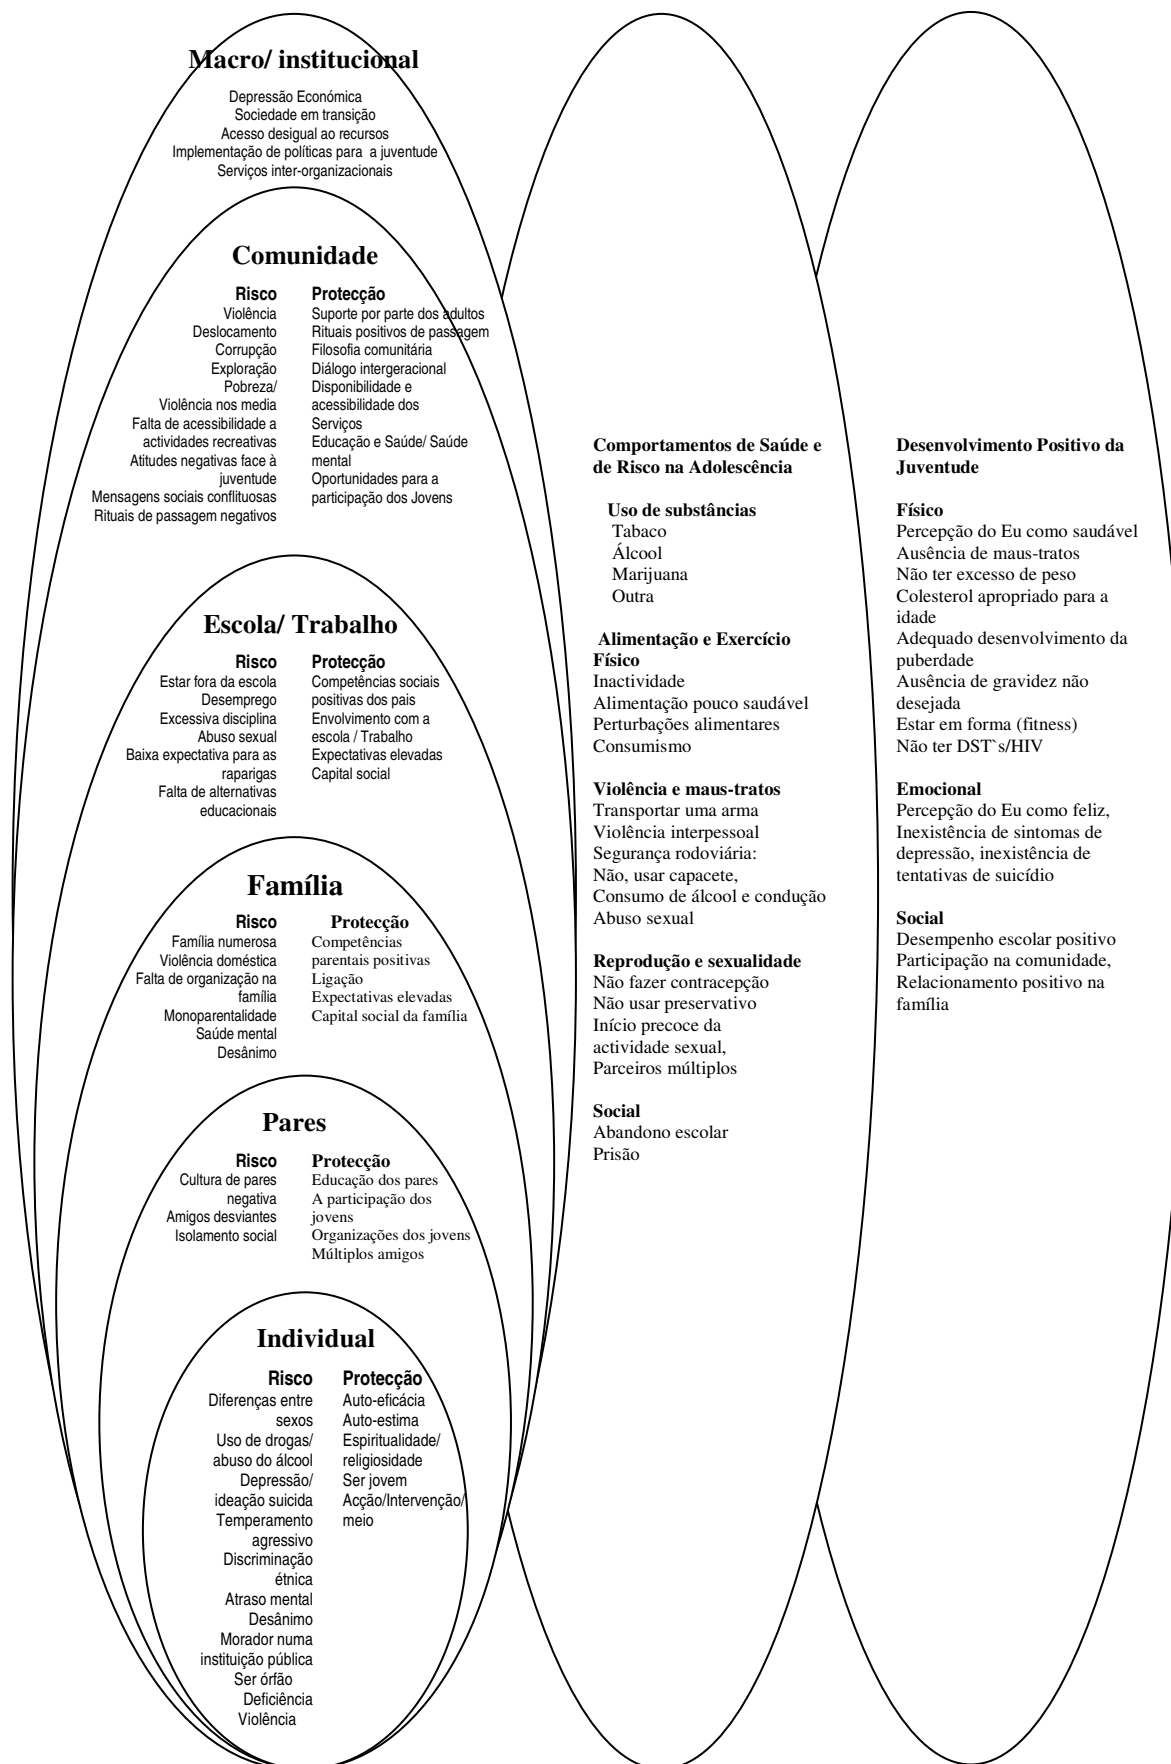 Macro/ institucional
Depressão Económica
Sociedade em transição
Acesso desigual ao recursos
Implementação de políticas para a juventude
Serviços inter-organizacionais
Comunidade
Risco
Violência
Deslocamento
Corrupção
Exploração
Pobreza/
Violência nos media
Falta de acessibilidade a
actividades recreativas
Atitudes negativas face à
juventude
Mensagens sociais conflituosas
Rituais de passagem negativos
Protecção
Suporte por parte dos adultos
Rituais positivos de passagem
Filosofia comunitária
Diálogo intergeracional
Disponibilidade e
acessibilidade dos
Serviços
Educação e Saúde/ Saúde
mental
Oportunidades para a
participação dos Jovens
Escola/ Trabalho
Risco
Estar fora da escola
Desemprego
Excessiva disciplina
Abuso sexual
Baixa expectativa para as
raparigas
Falta de alternativas
educacionais
Protecção
Competências sociais
positivas dos pais
Envolvimento com a
escola / Trabalho
Expectativas elevadas
Capital social
Família
Risco
Família numerosa
Violência doméstica
Falta de organização na
família
Monoparentalidade
Saúde mental
Desânimo
Protecção
Competências
parentais positivas
Ligação
Expectativas elevadas
Capital social da família
Pares
Risco
Cultura de pares
negativa
Amigos desviantes
Isolamento social
Protecção
Educação dos pares
A participação dos
jovens
Organizações dos jovens
Múltiplos amigos
Individual
Risco
Diferenças entre
sexos
Uso de drogas/
abuso do álcool
Depressão/
ideação suicida
Temperamento
agressivo
Discriminação
étnica
Atraso mental
Desânimo
Morador numa
instituição pública
Ser órfão
Deficiência
Violência
Protecção
Auto-eficácia
Auto-estima
Espiritualidade/
religiosidade
Ser jovem
Acção/Intervenção/
meio
Comportamentos de Saúde e
de Risco na Adolescência
Uso de substâncias
Tabaco
Álcool
Marijuana
Outra
Alimentação e Exercício
Físico
Inactividade
Alimentação pouco saudável
Perturbações alimentares
Consumismo
Violência e maus-tratos
Transportar uma arma
Violência interpessoal
Segurança rodoviária:
Não, usar capacete,
Consumo de álcool e condução
Abuso sexual
Reprodução e sexualidade
Não fazer contracepção
Não usar preservativo
Início precoce da
actividade sexual,
Parceiros múltiplos
Social
Abandono escolar
Prisão
Desenvolvimento Positivo da
Juventude
Físico
Percepção do Eu como saudável
Ausência de maus-tratos
Não ter excesso de peso
Colesterol apropriado para a
idade
Adequado desenvolvimento da
puberdade
Ausência de gravidez não
desejada
Estar em forma (fitness)
Não ter DST`s/HIV
Emocional
Percepção do Eu como feliz,
Inexistência de sintomas de
depressão, inexistência de
tentativas de suicídio
Social
Desempenho escolar positivo
Participação na comunidade,
Relacionamento positivo na
família